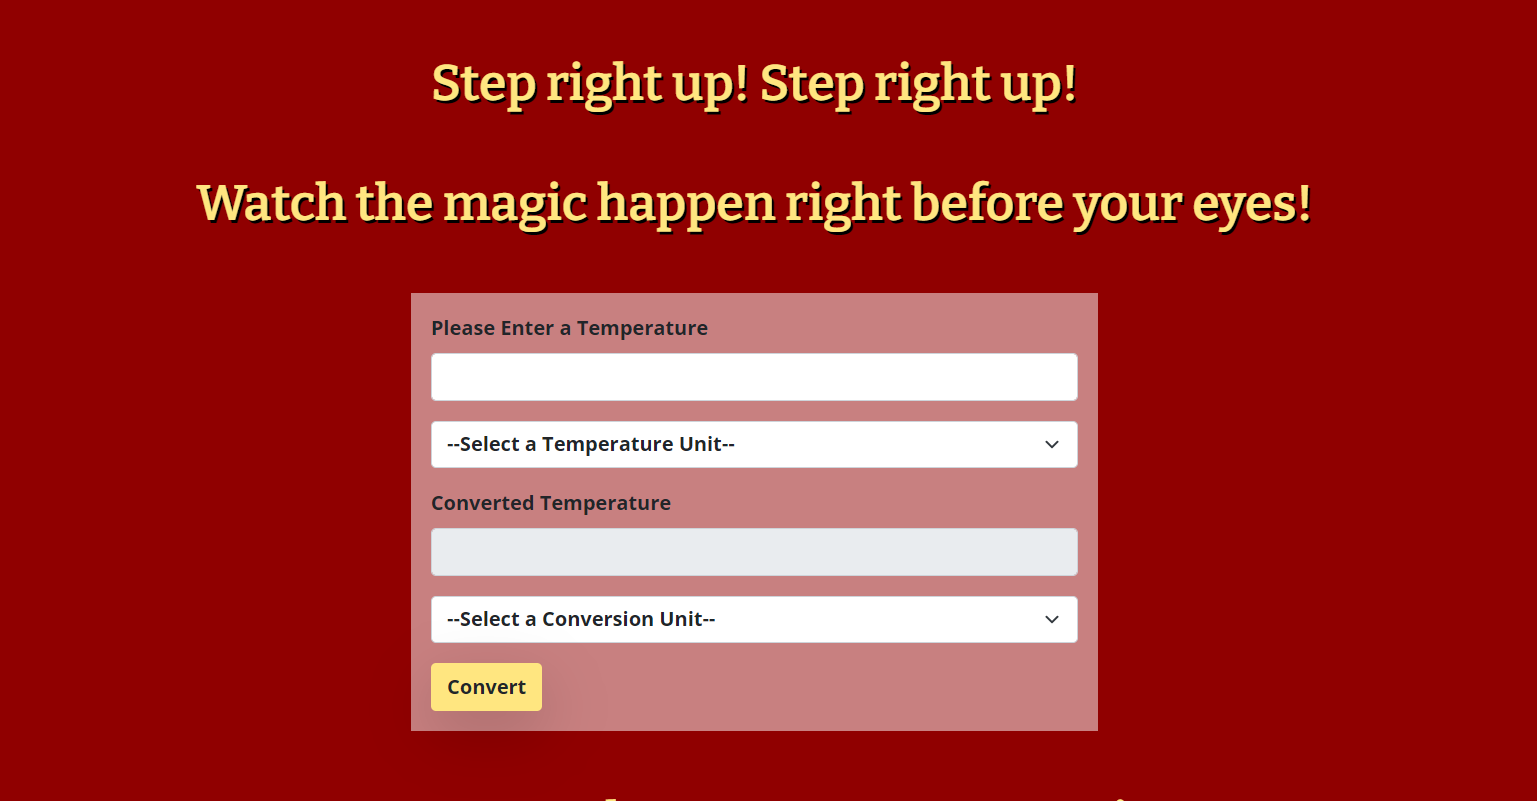 Step right up! Step right up!
Watch the magic happen right before your eyes!
Please Enter a Temperature
--Select a Temperature Unit--
Converted Temperature
--Select a Conversion Unit--
Convert